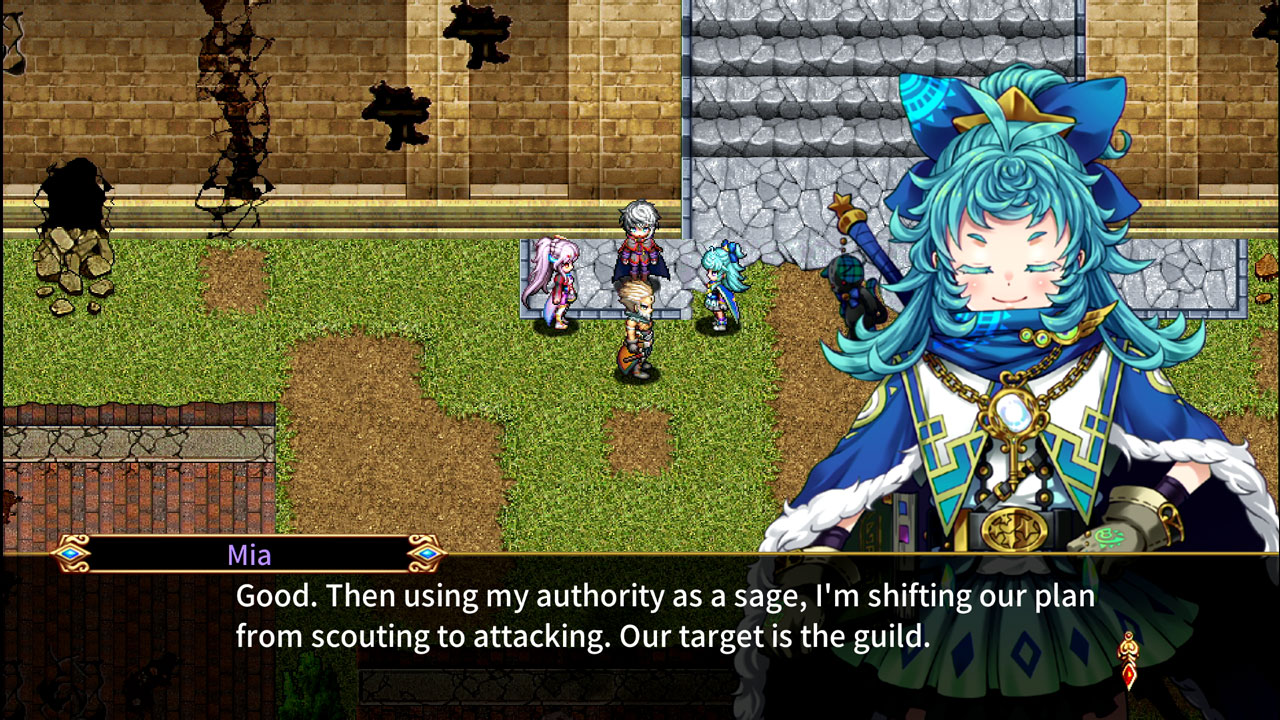 Mia
Good. Then using my authority as a sage, I'm shifting our plan
from scouting to attacking. Our target is the guild.